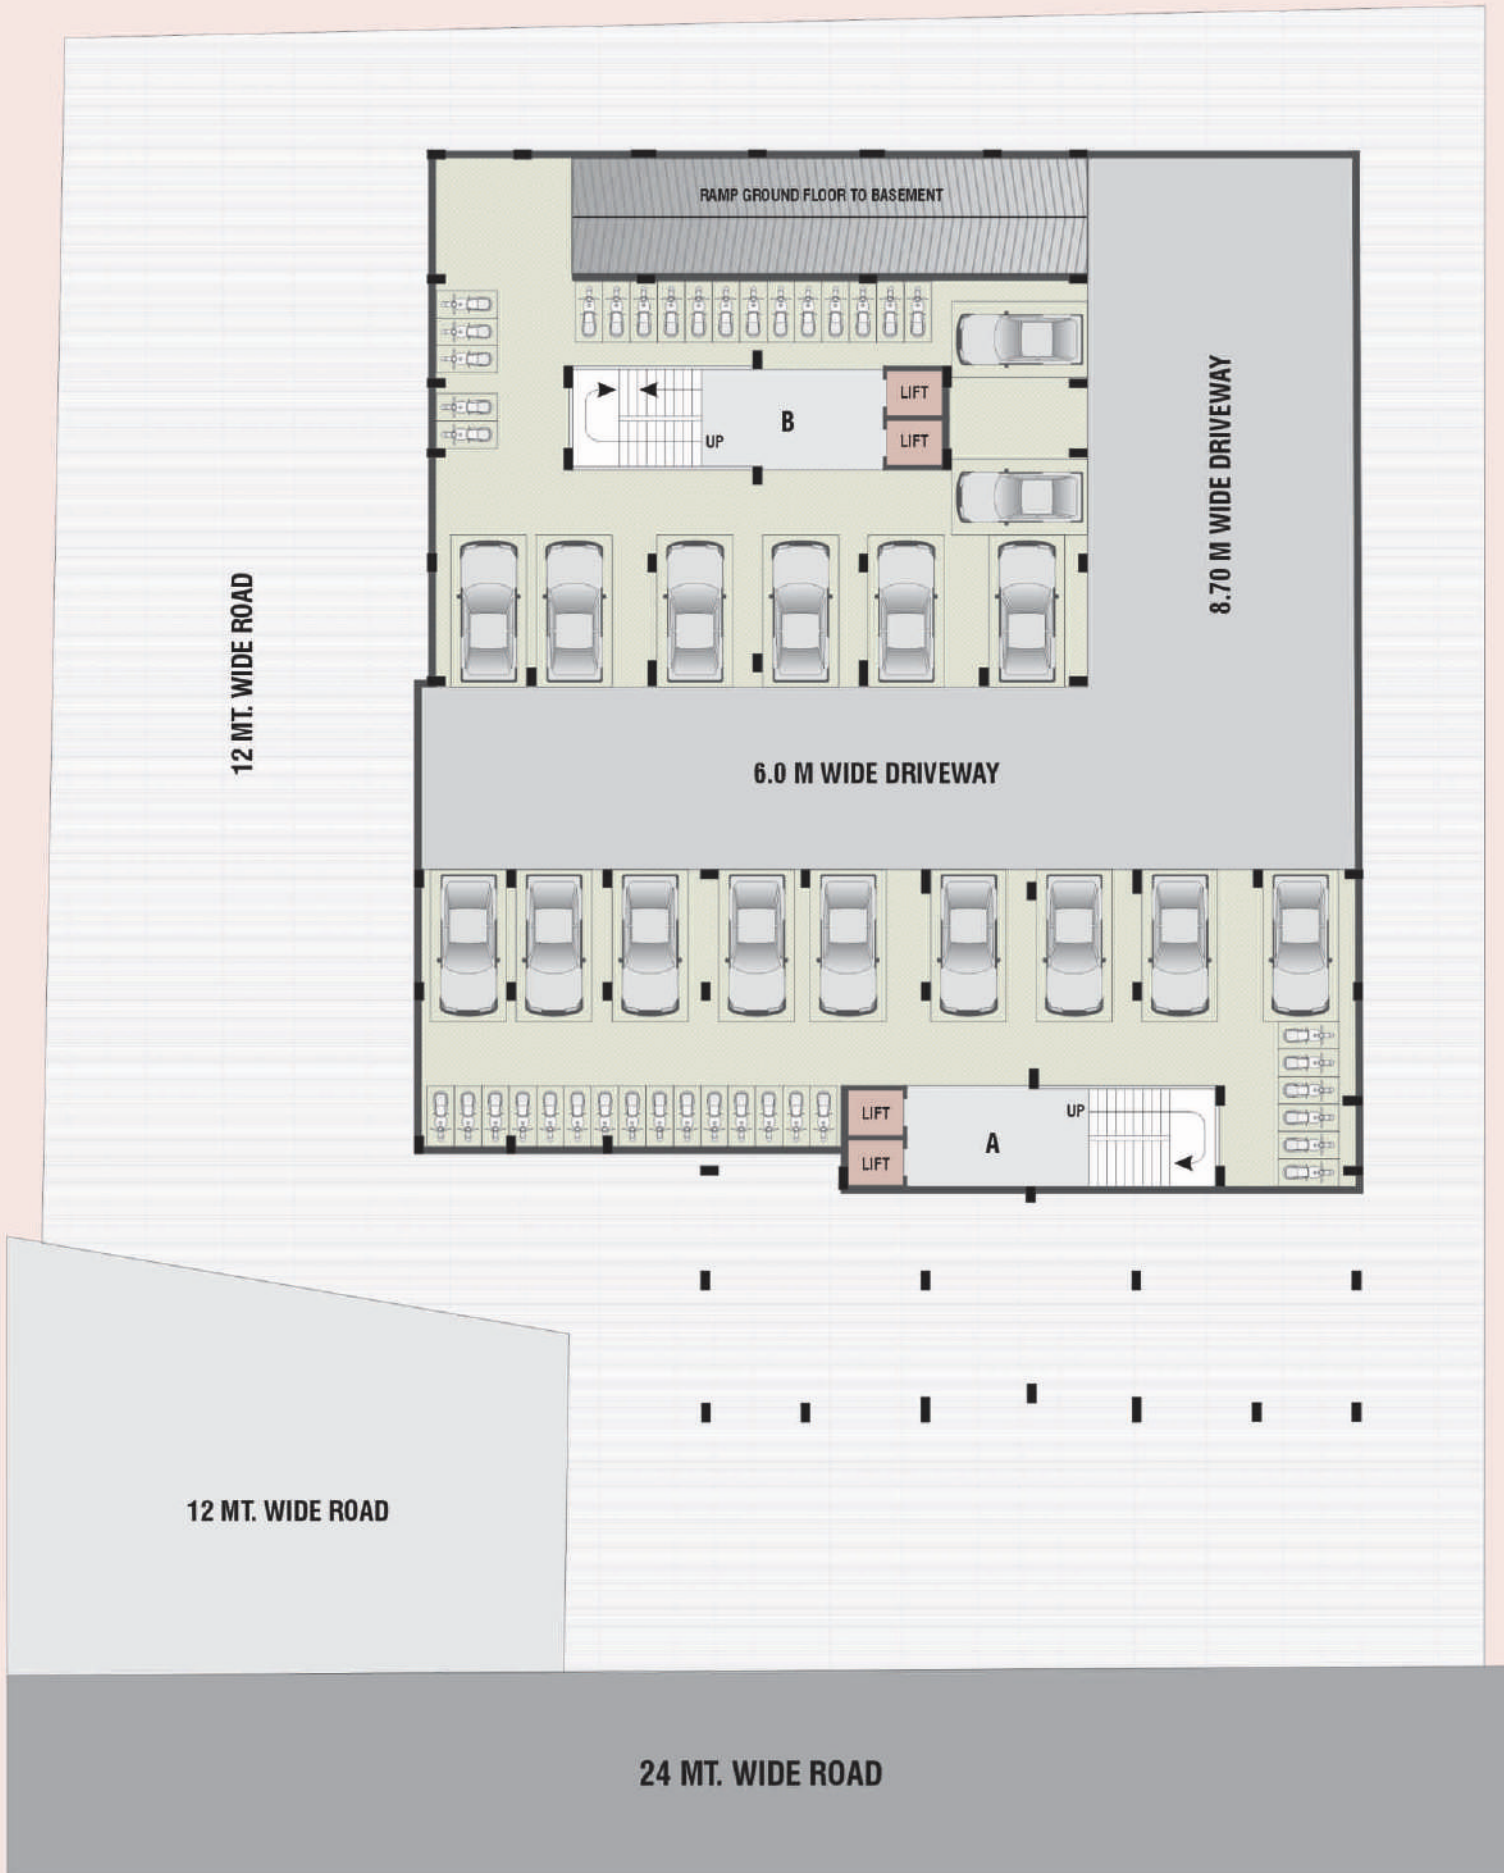 RAMP GROUND FLOOR TO BASEMENT
LIFT
B
LIFT
UP
8.70 M WIDE DRIVEWAY
12 MT. WIDE ROAD
6.0 M WIDE DRIVEWAY
LIFT
UP
A
LIFT
12 MT. WIDE ROAD
24 MT. WIDE ROAD